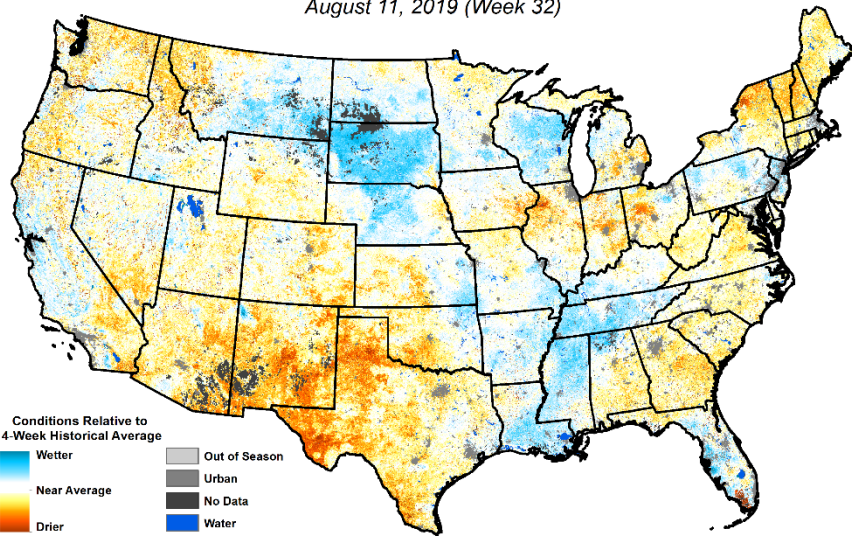 August 11, 2019 (Week 32)
Conditions Relative to
4-Week Historical Average
Wetter
Near Average
Drier
Out of Season
Urban
No Data
Water